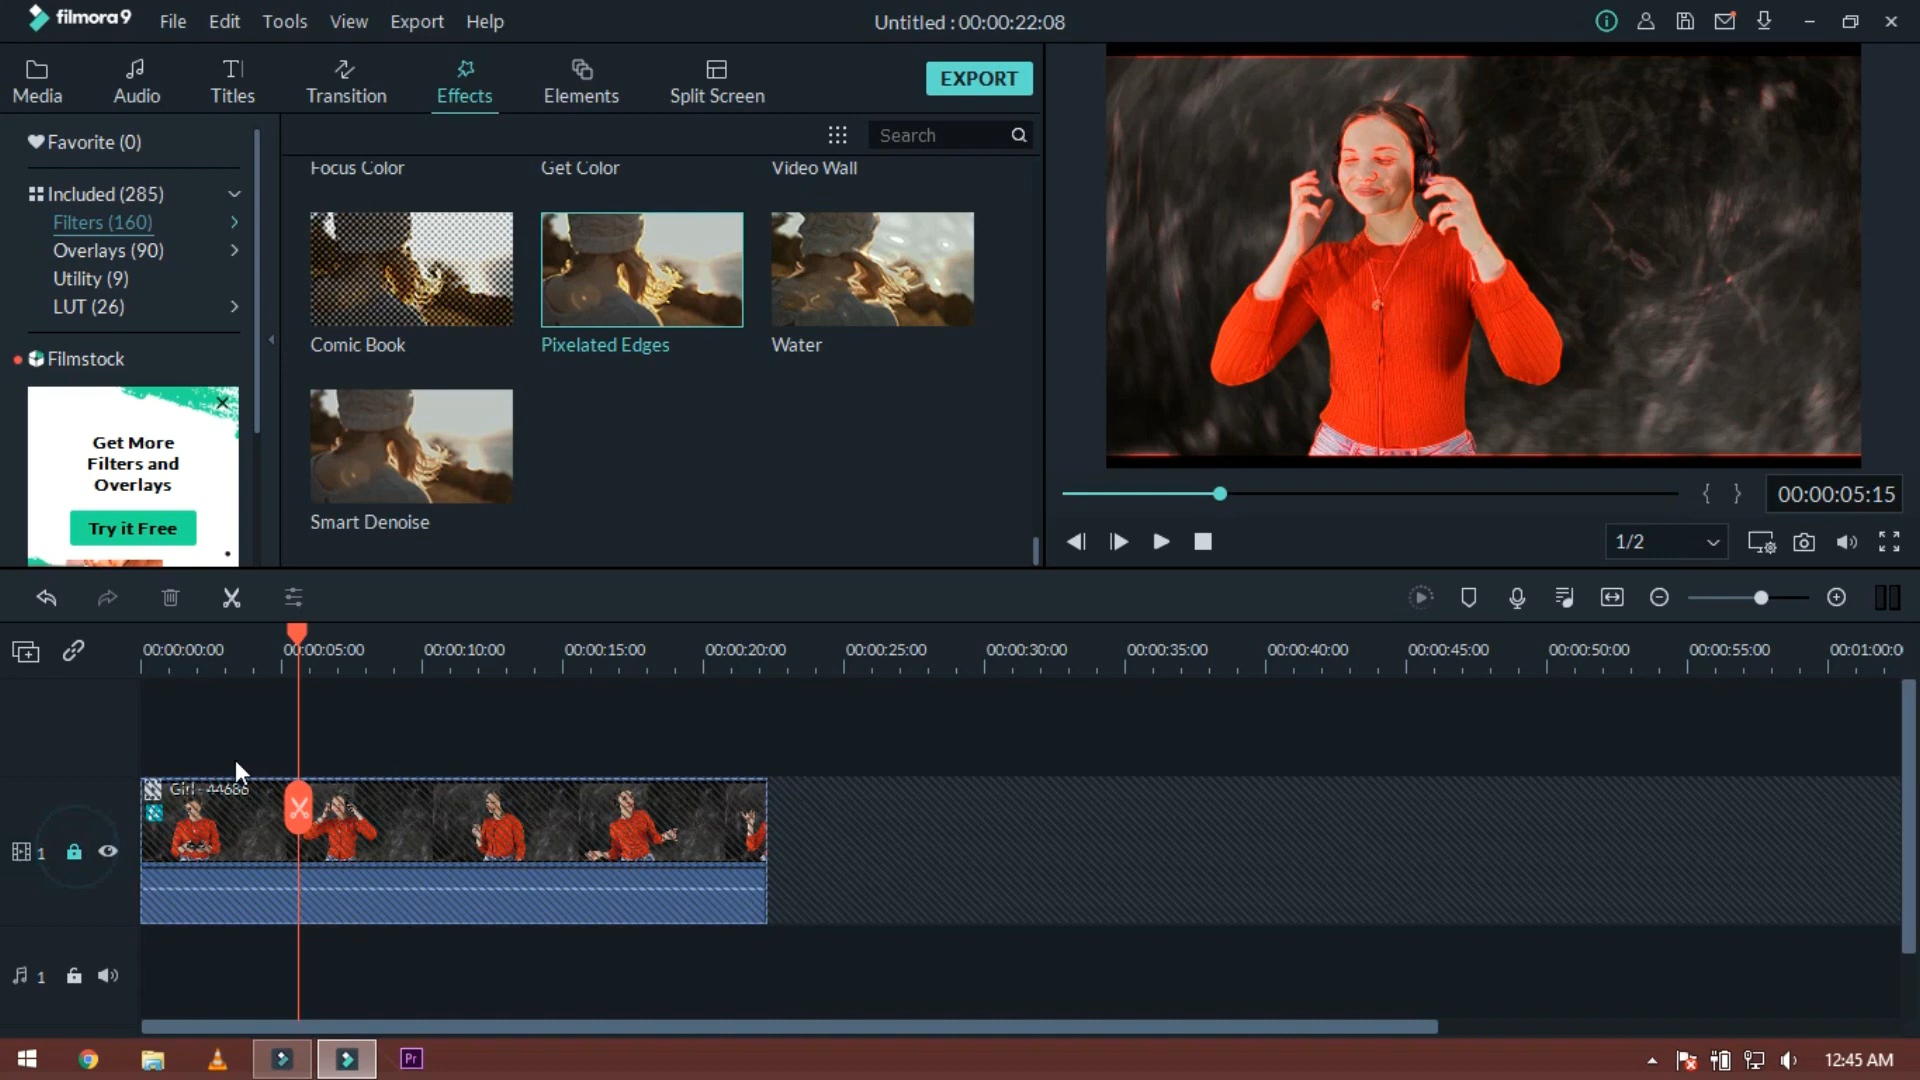 filmora9
File Edit Tools View Export Help
Untitled : 00:00:22:08
Media Audio Titles Transition Effects Elements Split Screen
EXPORT
Favorite (0)
Search
Focus Color Get Color Video Wall
Included (285)
Filters (160)
Overlays (90)
Utility (9)
LUT (26)
Comic Book Pixelated Edges Water
Filmstock
Get More
Filters and
Overlays
Try it Free
Smart Denoise
00:00:05:15
1/2
00:00:00:00 00:00:05:00 00:00:10:00 00:00:15:00 00:00:20:00 00:00:25:00 00:00:30:00 00:00:35:00 00:00:40:00 00:00:45:00 00:00:50:00 00:00:55:00 00:01:00:0
Girl - 44686
1
1
Pr
12:45 AM